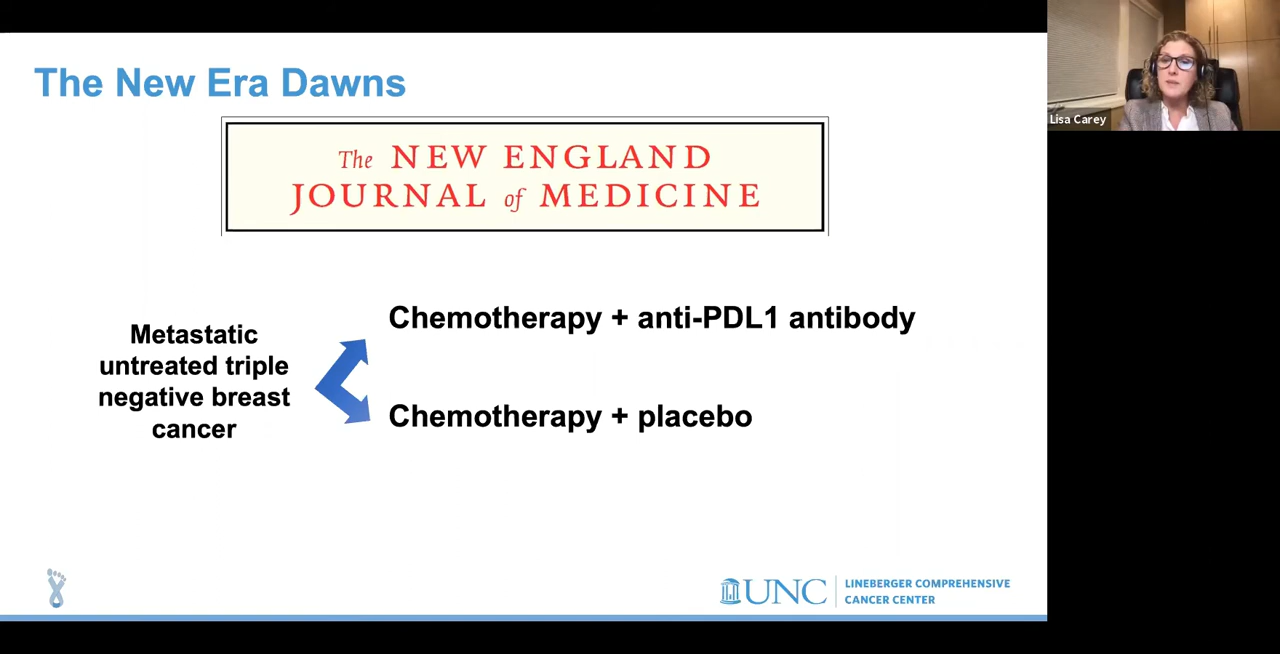 The New Era Dawns
The NEW ENGLAND
JOURNAL of MEDICINE
Metastatic
untreated triple
negative breast
cancer
Chemotherapy + anti-PDL1 antibody
Chemotherapy + placebo
UNC
LINEBERGER COMPREHENSIVE
CANCER CENTER
Lisa Carey